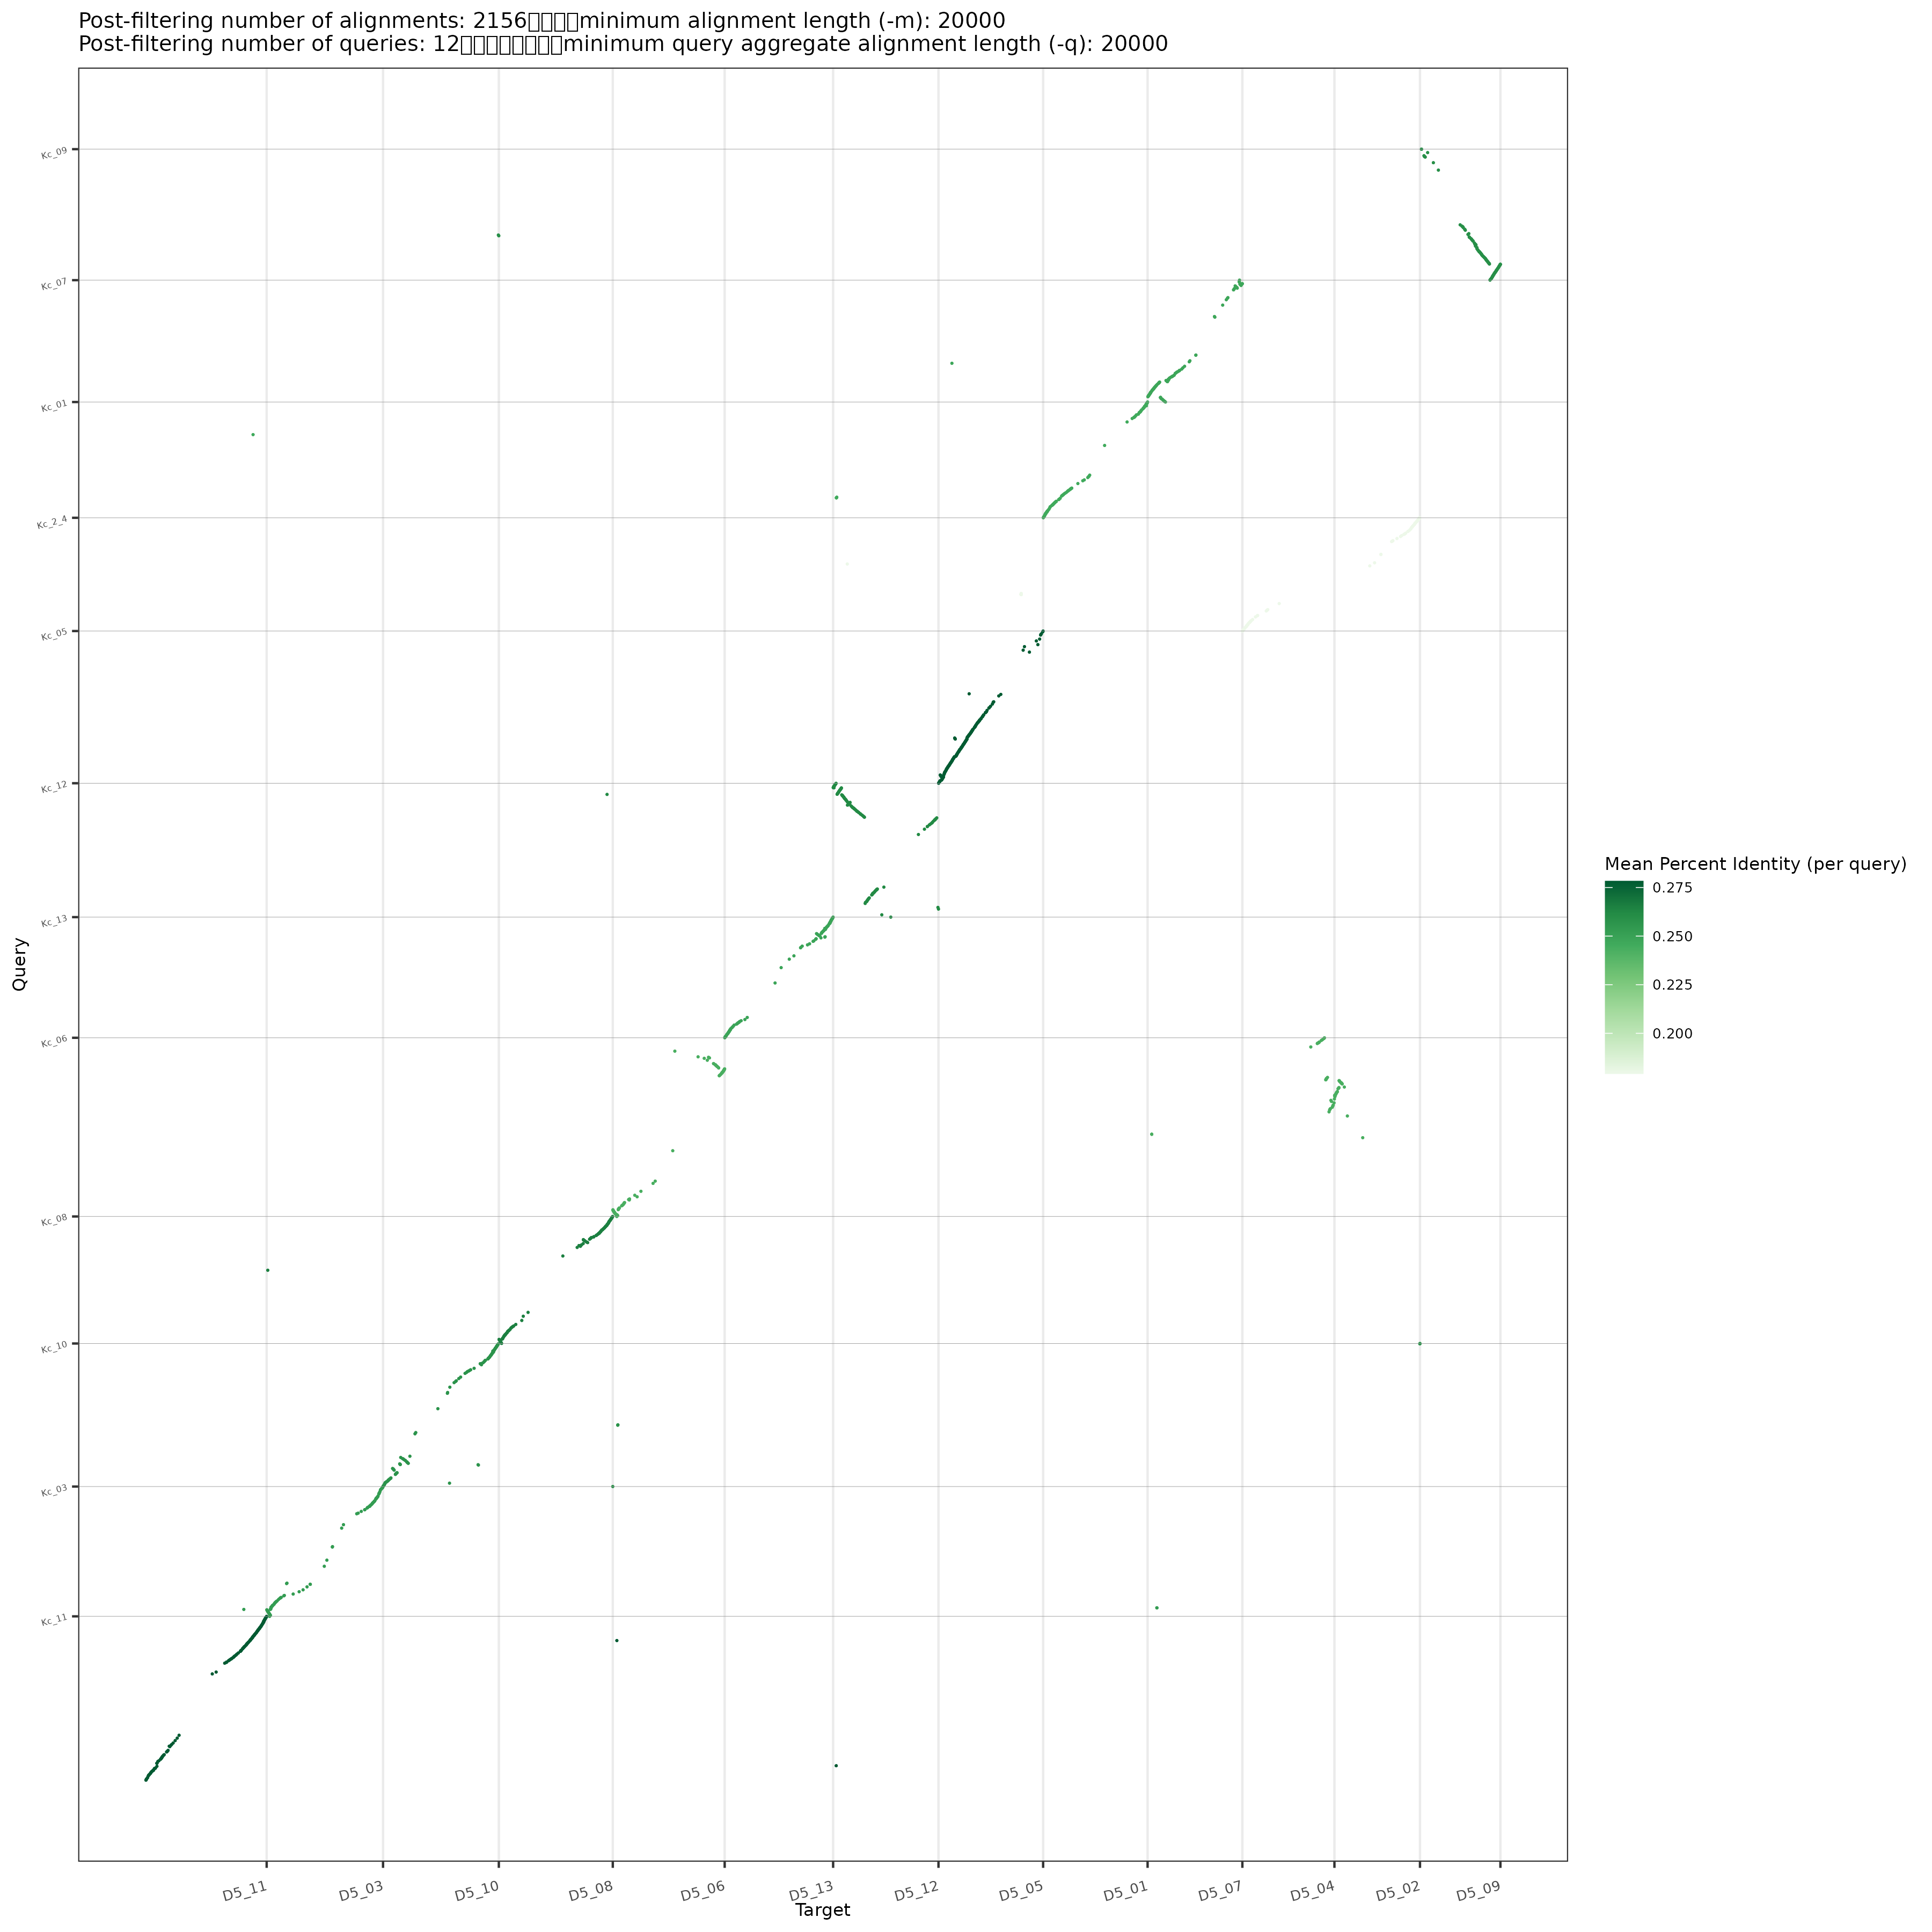 Post-filtering number of alignments: 2156□□□□minimum alignment length (-m): 20000
Post-filtering number of queries: 12□□□□□□□□minimum query aggregate alignment length (-q): 20000
Kc_09
Kc_07
Kc_01
Kc_2_4
Kc_05
Kc_12
Kc_13
Kc_06
Kc_08
Kc_10
Kc_03
Kc_11
Query
Mean Percent Identity (per query)
0.275
0.250
0.225
0.200
D5_11 D5_03 D5_10 D5_08 D5_06 D5_13 D5_12 D5_05 D5_01 D5_07 D5_04 D5_02 D5_09
Target